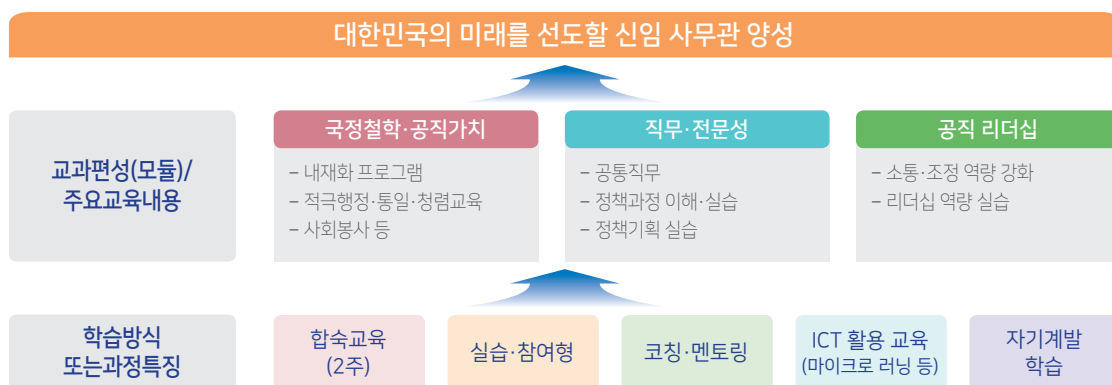 대한민국의 미래를 선도할 신임 사무관 양성
교과편성(모듈)/
주요교육내용
국정철학·공직가치
– 내재화 프로그램
– 적극행정·통일·청렴교육
– 사회봉사 등
직무·전문성
– 공통직무
– 정책과정 이해·실습
– 정책기획 실습
공직 리더십
– 소통·조정 역량 강화
– 리더십 역량 실습
학습방식
또는과정특징
합숙교육
(2주)
실습·참여형
코칭·멘토링
ICT 활용 교육
(마이크로 러닝 등)
자기계발
학습